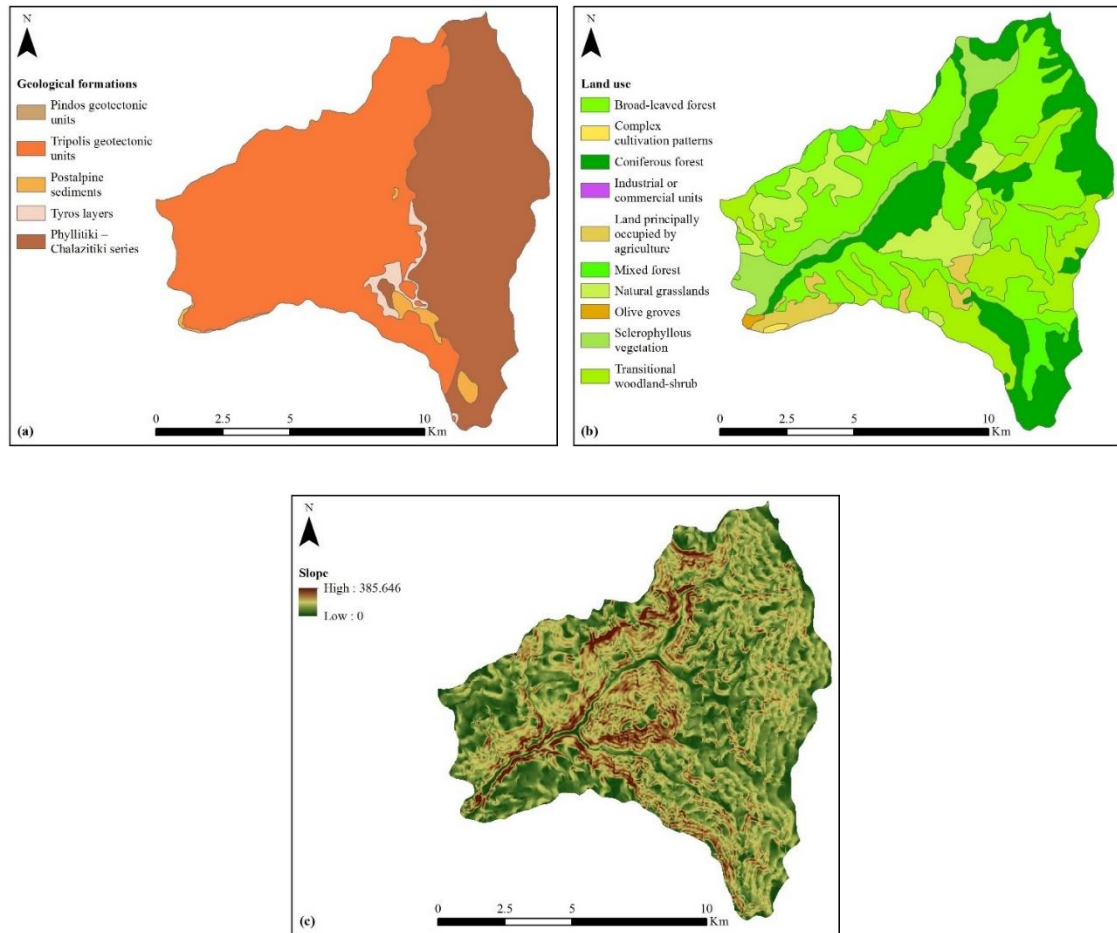 N
Geological formations
Pindos geotectonic
units
Tripolis geotectonic
units
Postalpine
sediments
Tyros layers
Phyllitiki –
Chalazitiki series
0
2.5
5
10
Km
(a)
N
Land use
Broad-leaved forest
Complex
cultivation patterns
Coniferous forest
Industrial or
commercial units
Land principally
occupied by
agriculture
Mixed forest
Natural grasslands
Olive groves
Sclerophyllous
vegetation
Transitional
woodland-shrub
0
2.5
5
10
Km
(b)
N
Slope
High : 385.646
Low : 0
0
2.5
5
10
Km
(c)